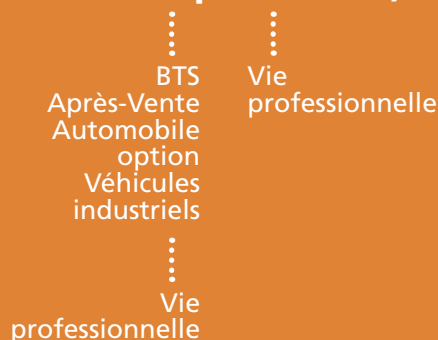 BTS
Après-Vente
Automobile
option
Véhicules
industriels
Vie
professionnelle
Vie
professionnelle